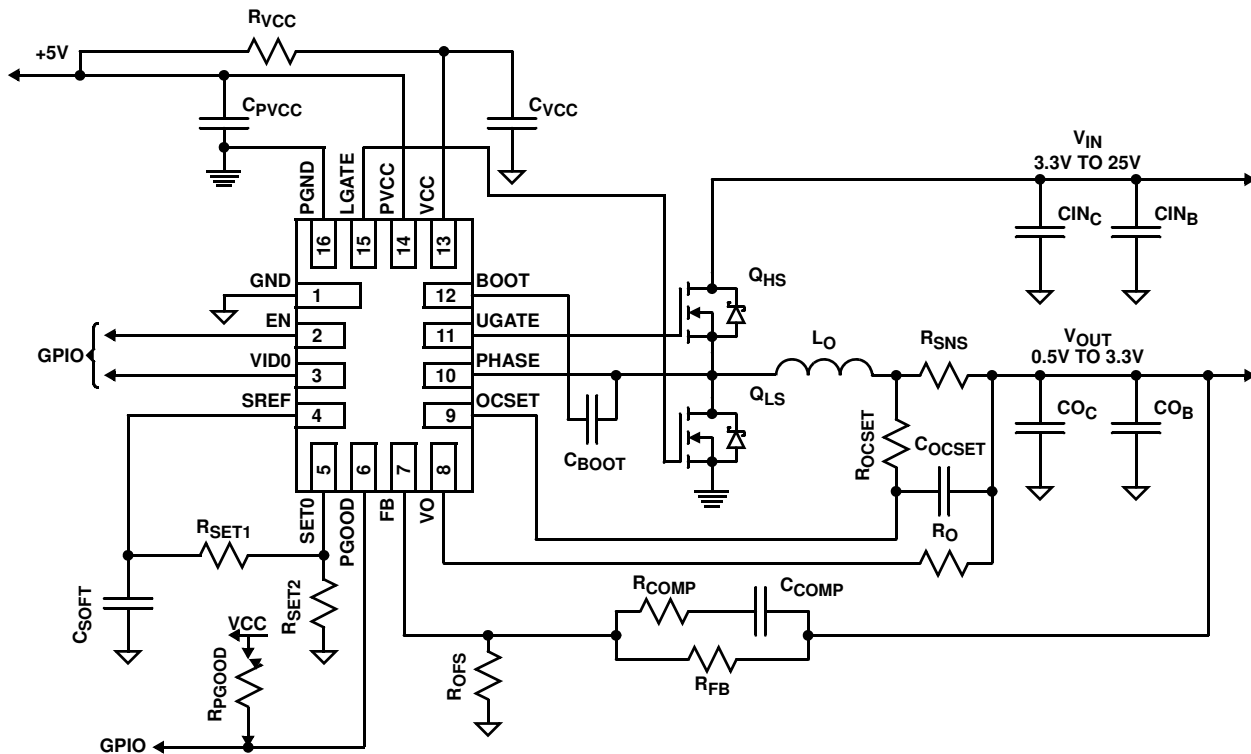 RVCC
+5V
CPVCC
CVCC
PGND
LGATE
PVCC
VCC
VIN
3.3V TO 25V
CINC
CINB
16
15
14
13
GND
1
12
BOOT
QHS
EN
2
11
UGATE
GPIO
VID0
3
10
PHASE
LO
RSNS
VOUT
0.5V TO 3.3V
SREF
4
9
OCSET
QLS
CBOOT
ROCSET
COCSET
COC
COB
5
6
7
8
SET0
PGOOD
FB
VO
RO
RSET1
CSOFT
RSET2
RCOMP
CCOMP
VCC
RPGOOD
ROFS
RFB
GPIO